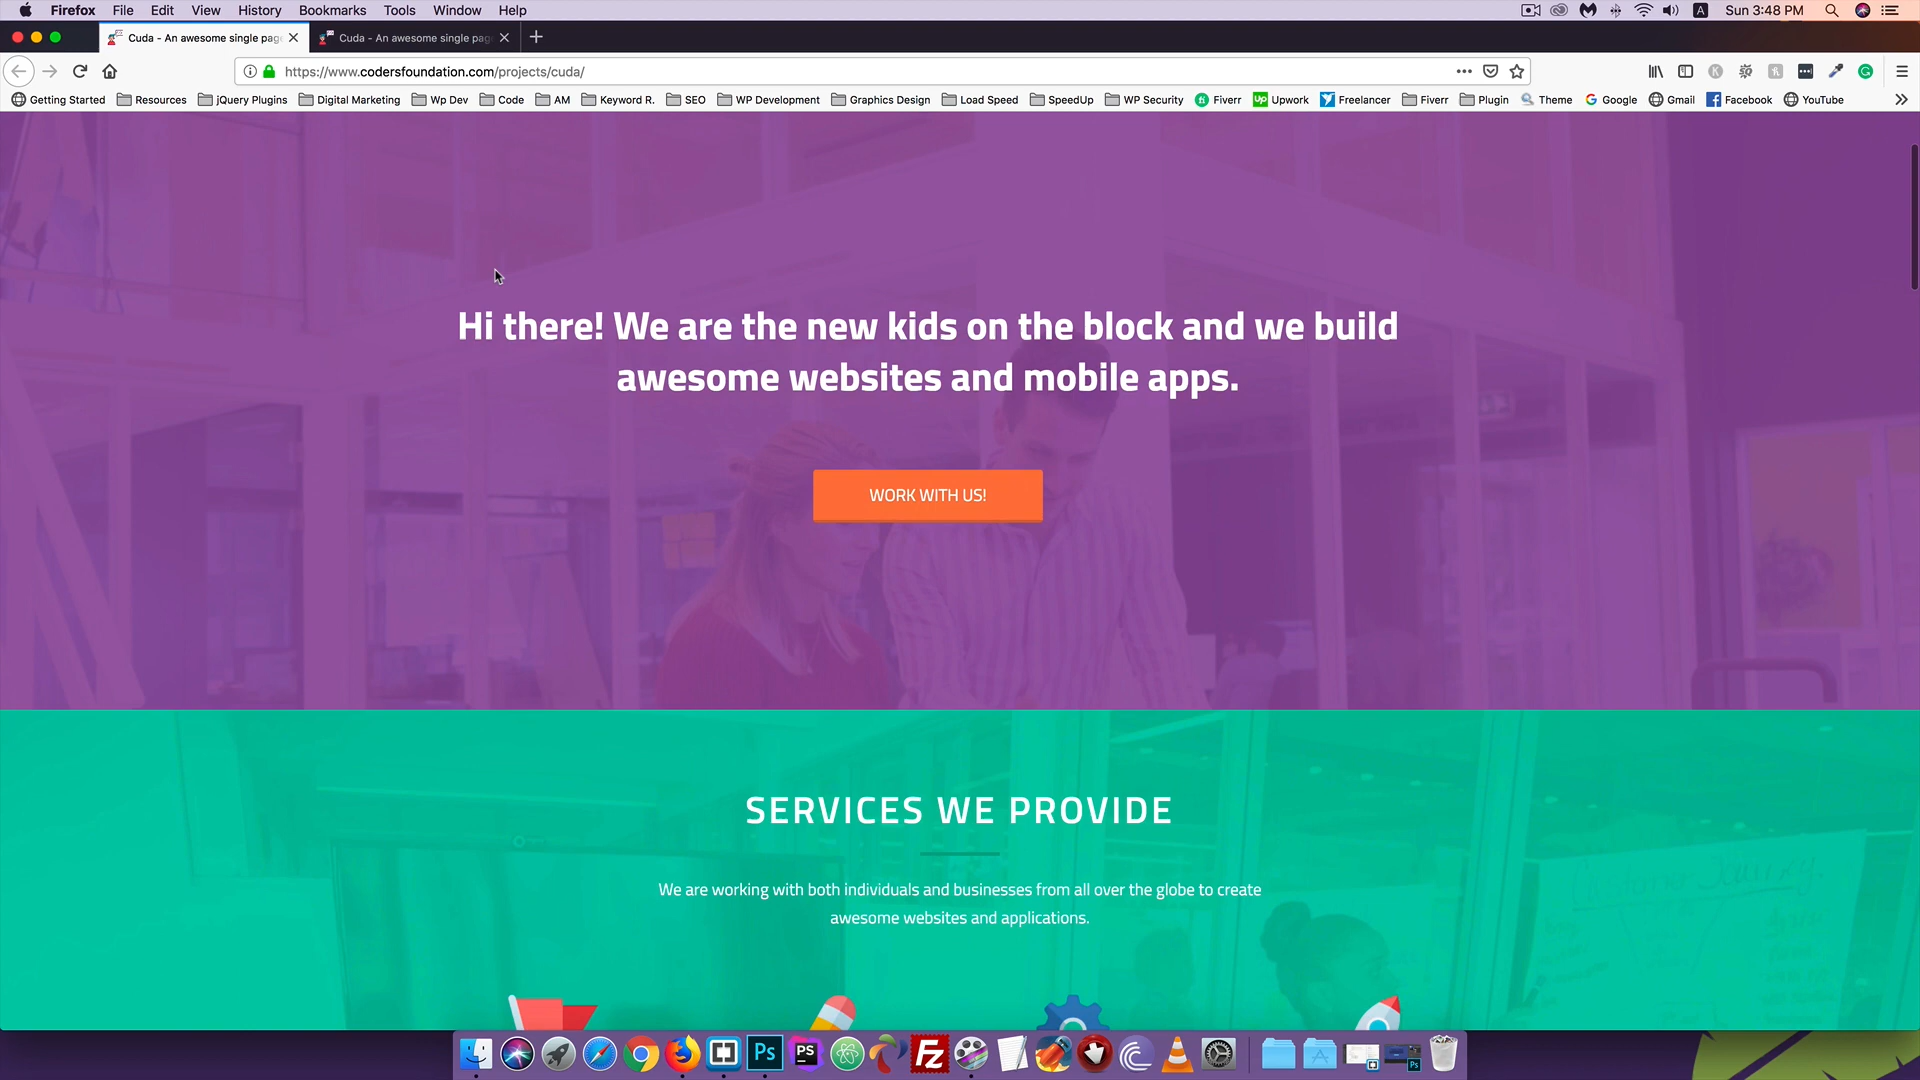 Firefox File Edit View History Bookmarks Tools Window Help Sun 3:48 PM
Cuda - An awesome single pag Cuda - An awesome single pag
https://www.codersfoundation.com/projects/cuda/
Getting Started Resources jQuery Plugins Digital Marketing Wp Dev Code AM Keyword R. SEO WP Development Graphics Design Load Speed SpeedUp WP Security Fiverr Upwork Freelancer Fiverr Plugin Theme Google Gmail Facebook YouTube
Hi there! We are the new kids on the block and we build
awesome websites and mobile apps.
WORK WITH US!
SERVICES WE PROVIDE
We are working with both individuals and businesses from all over the globe to create
awesome websites and applications.
Customer Journey
Ps PS FZ